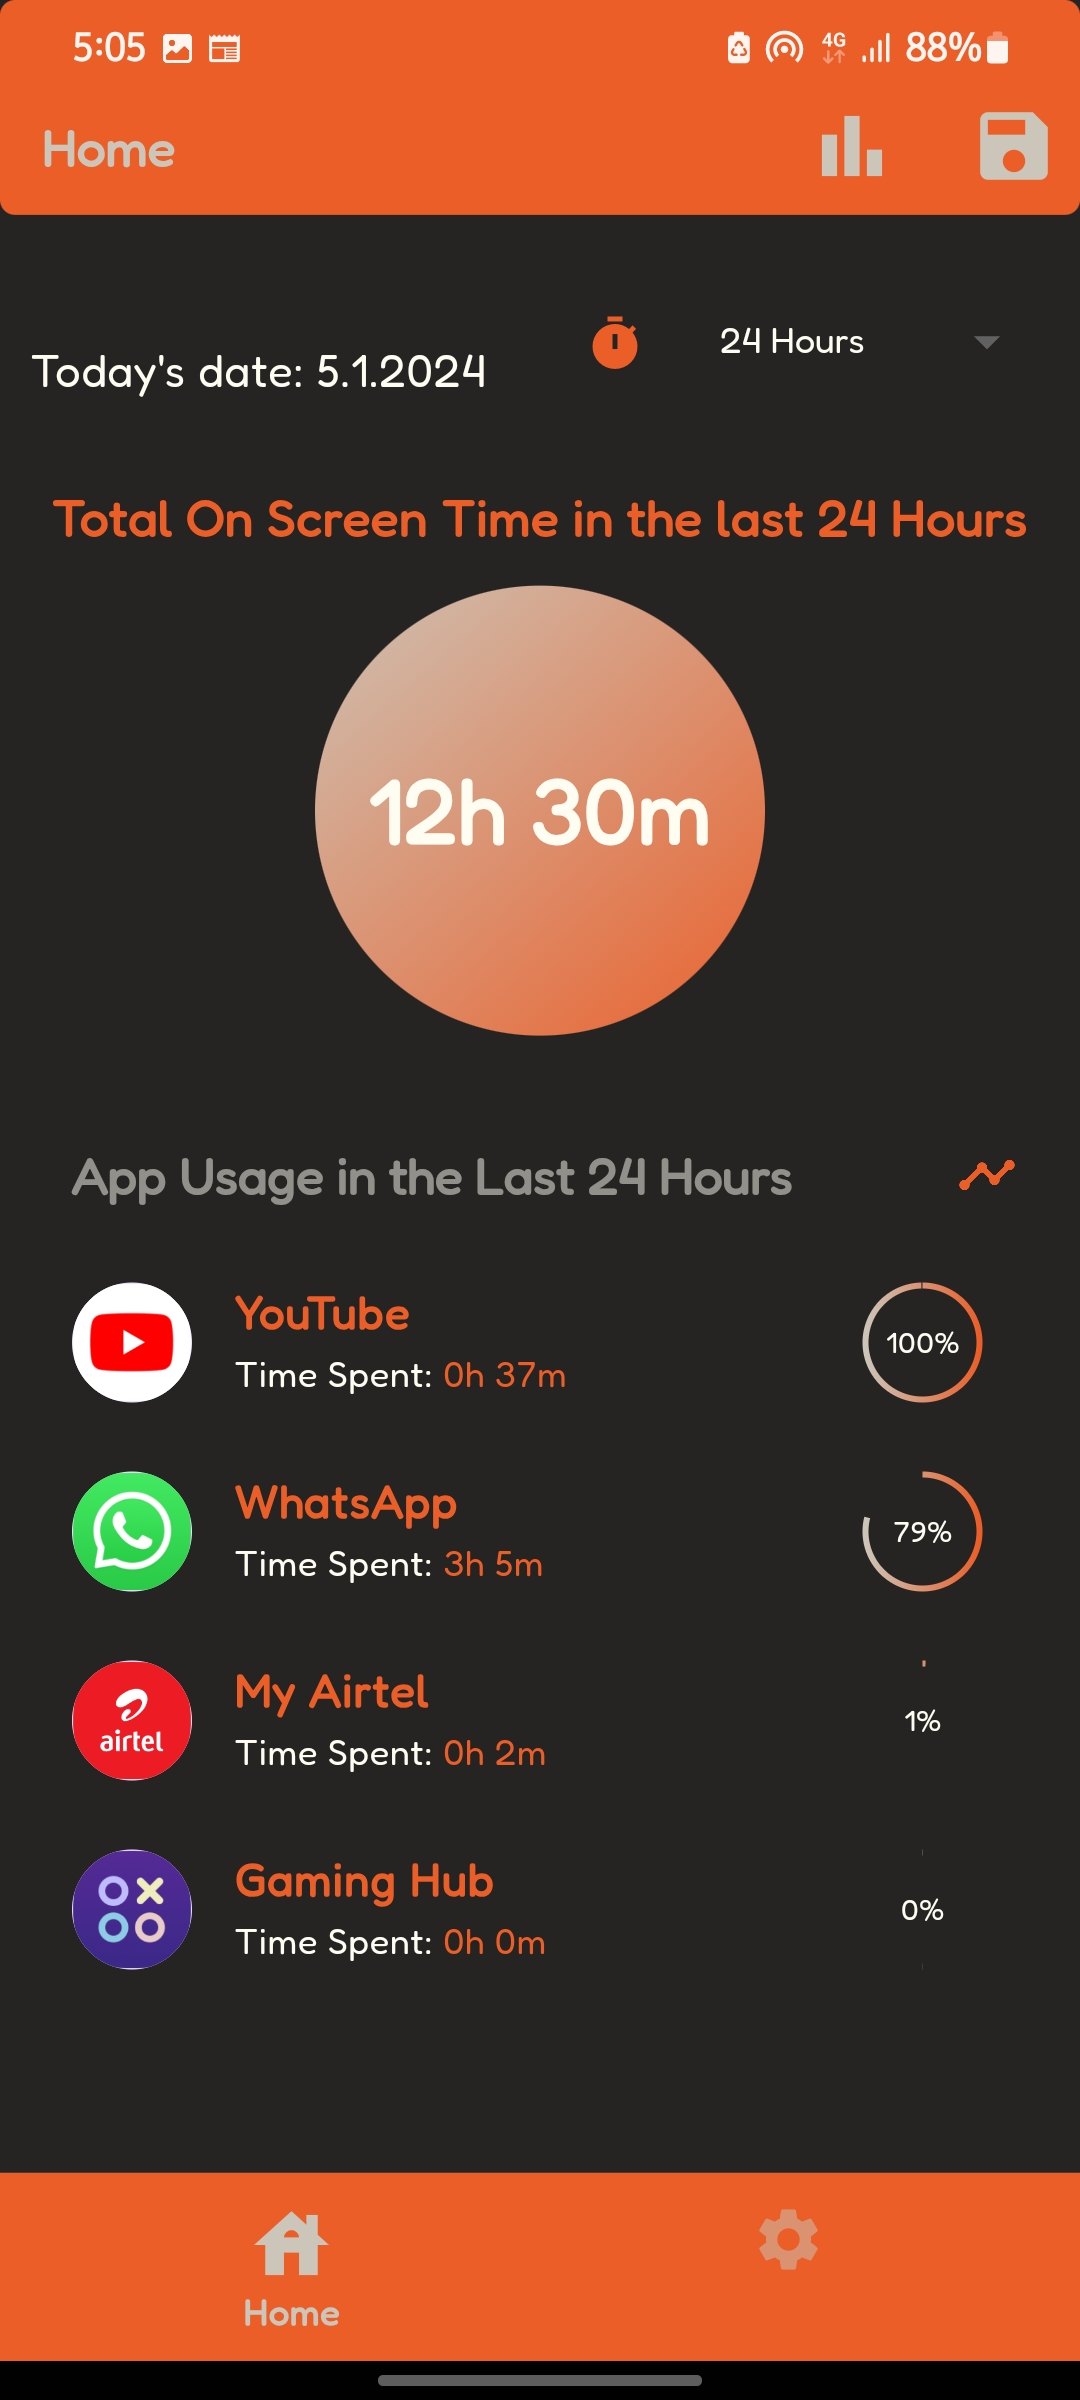 5:05 4G 88%
Home
24 Hours
Today's date: 5.1.2024
Total On Screen Time in the last 24 Hours
12h 30m
App Usage in the Last 24 Hours
YouTube
Time Spent: 0h 37m
100%
WhatsApp
Time Spent: 3h 5m
79%
airtel
My Airtel
Time Spent: 0h 2m
1%
Gaming Hub
Time Spent: 0h 0m
0%
Home